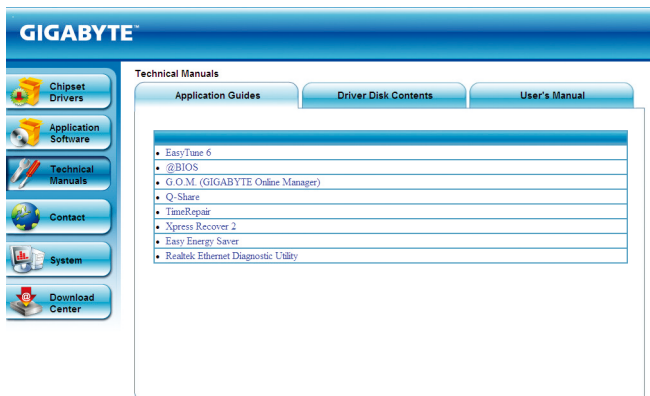 GIGABYTE™
Technical Manuals
Chipset
Drivers
Application
Software
Technical
Manuals
Contact
System
Download
Center
Application Guides
Driver Disk Contents
User's Manual
• EasyTune 6
• @BIOS
• G.O.M. (GIGABYTE Online Manager)
• Q-Share
• TimeRepair
• Xpress Recover 2
• Easy Energy Saver
• Realtek Ethernet Diagnostic Utility